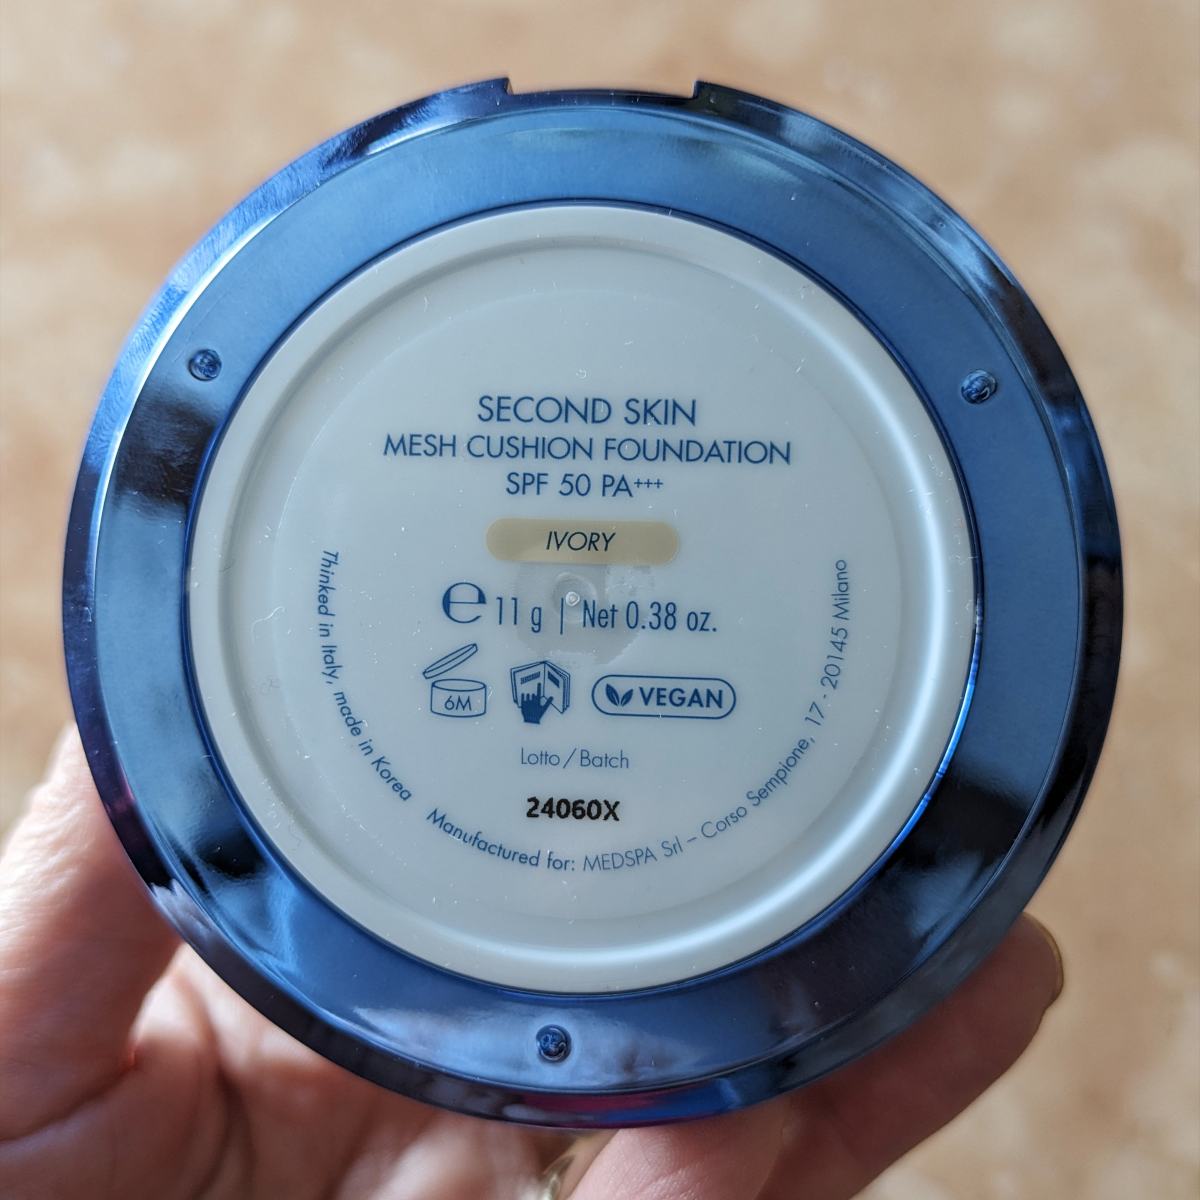 SECOND SKIN
MESH CUSHION FOUNDATION
SPF 50 PA+++
IVORY
℮ 11 g | Net 0.38 oz.
6M
VEGAN
Lotto/Batch
24060X
Thinked in Italy, made in Korea
Manufactured for: MEDSPA Srl – Corso Sempione, 17 - 20145 Milano